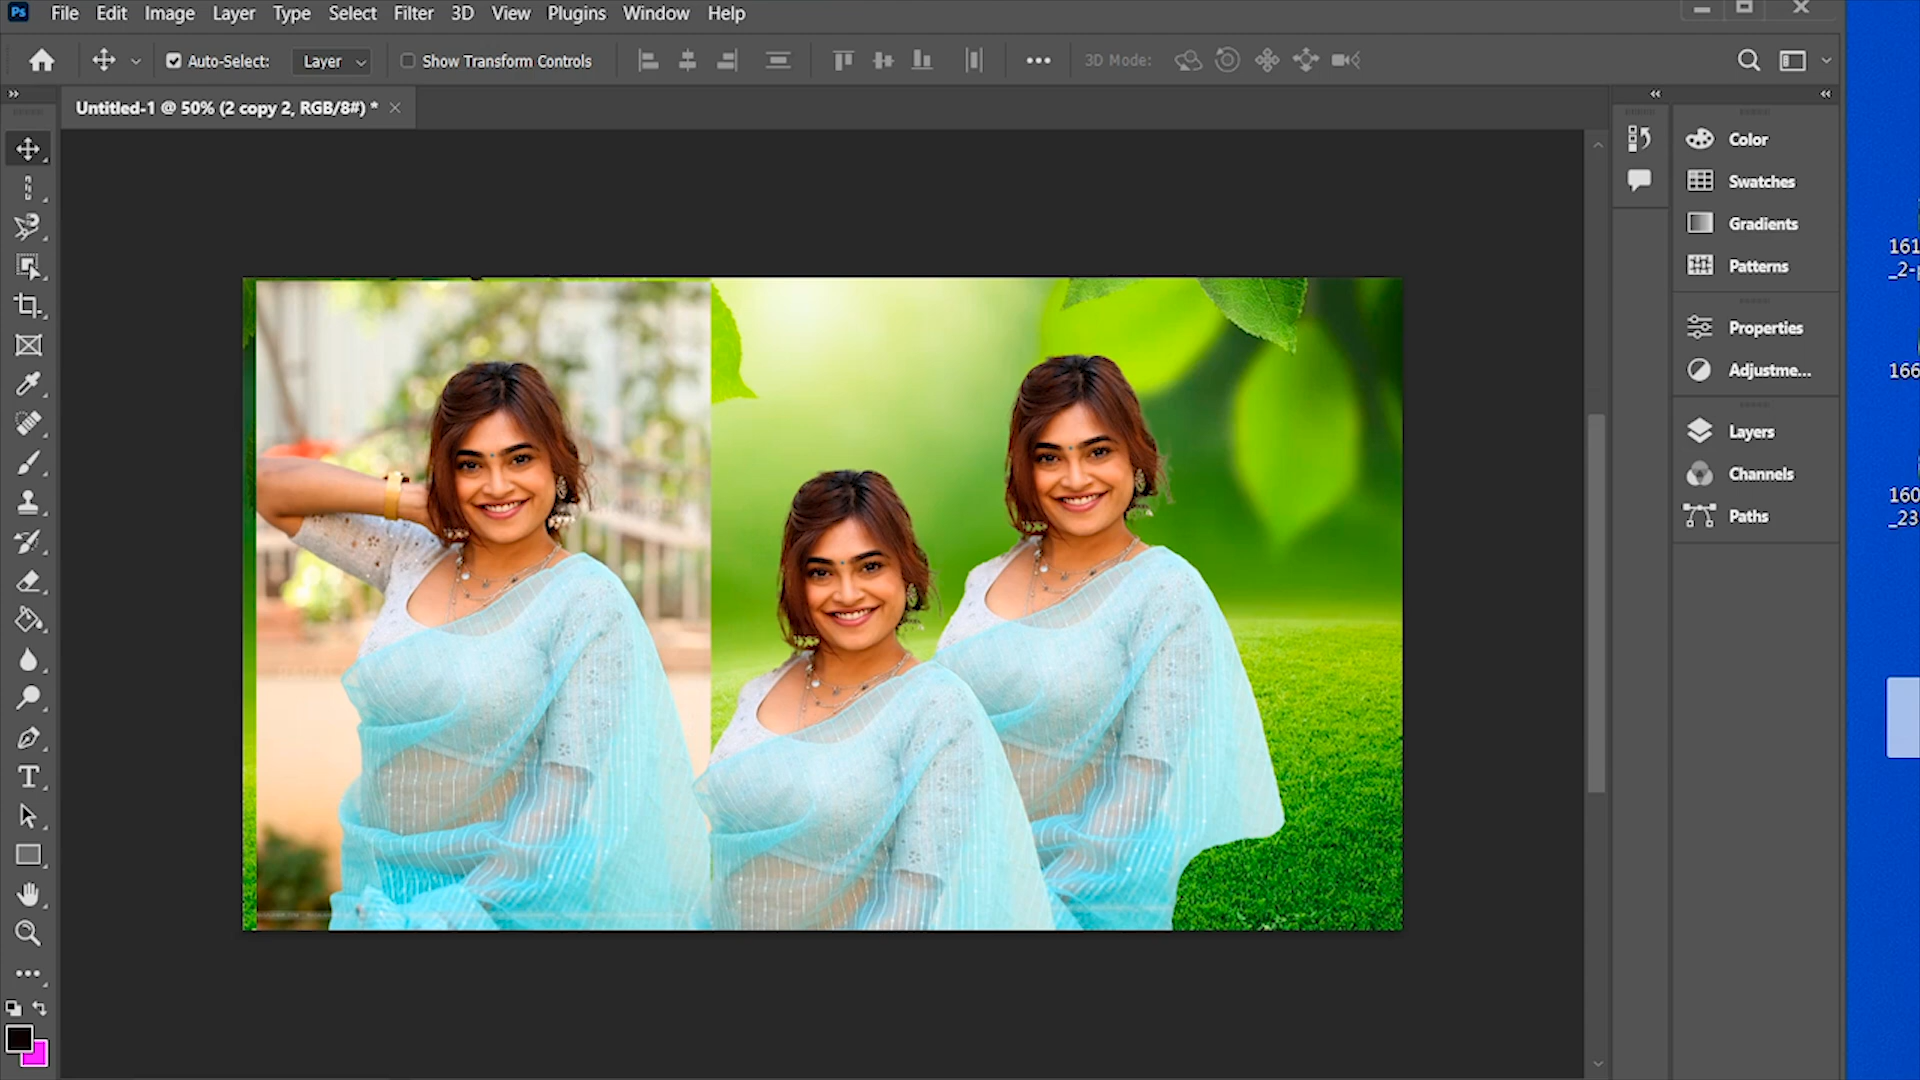 Ps File Edit Image Layer Type Select Filter 3D View Plugins Window Help
Auto-Select: Layer Show Transform Controls 3D Mode:
Untitled-1 @ 50% (2 copy 2, RGB/8#) *
Color
Swatches
Gradients
Patterns
Properties
Adjustme...
Layers
Channels
Paths
161
_2-
166
160
_23